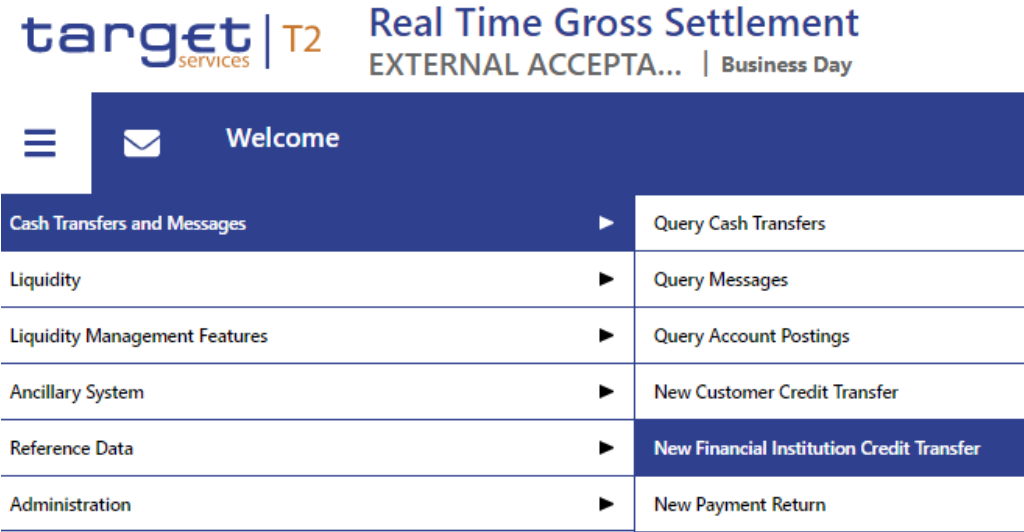 target | T2
services
Real Time Gross Settlement
EXTERNAL ACCEPTA... | Business Day
Welcome
Cash Transfers and Messages
Liquidity
Liquidity Management Features
Ancillary System
Reference Data
Administration
Query Cash Transfers
Query Messages
Query Account Postings
New Customer Credit Transfer
New Financial Institution Credit Transfer
New Payment Return